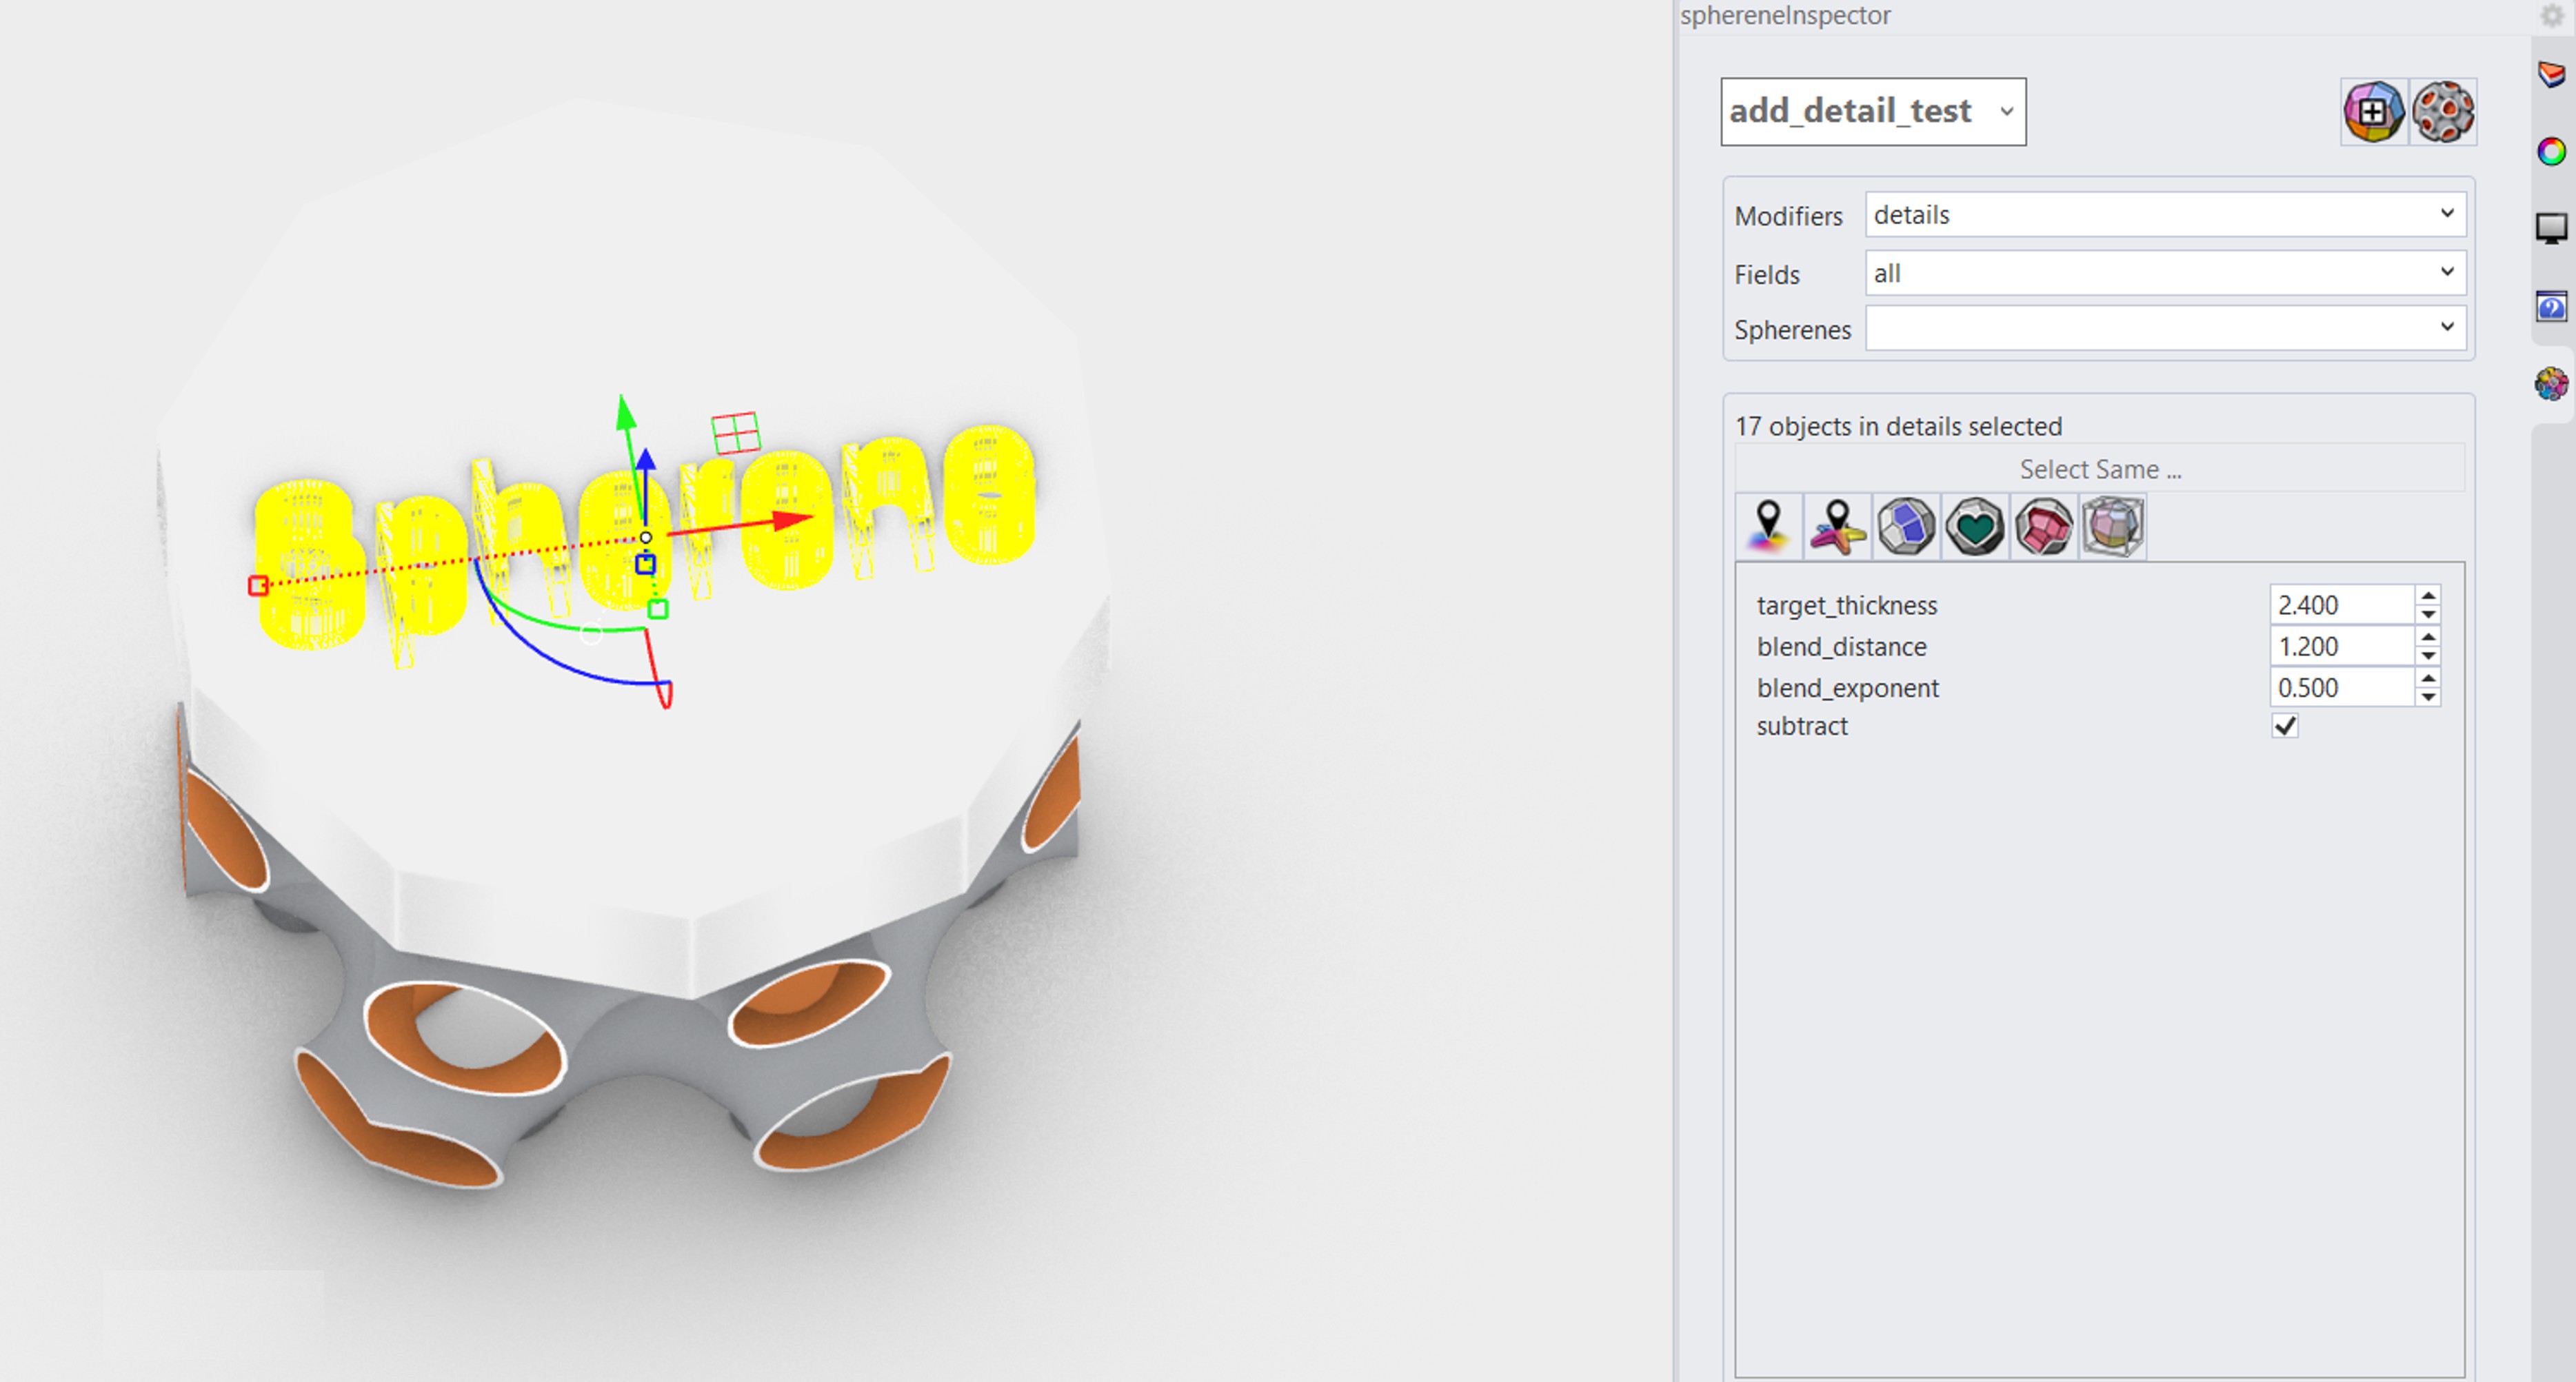 sphereneInspector
add_detail_test
Modifiers details
Fields all
Spherenes
spherene
17 objects in details selected
Select Same ...
target_thickness 2.400
blend_distance 1.200
blend_exponent 0.500
subtract